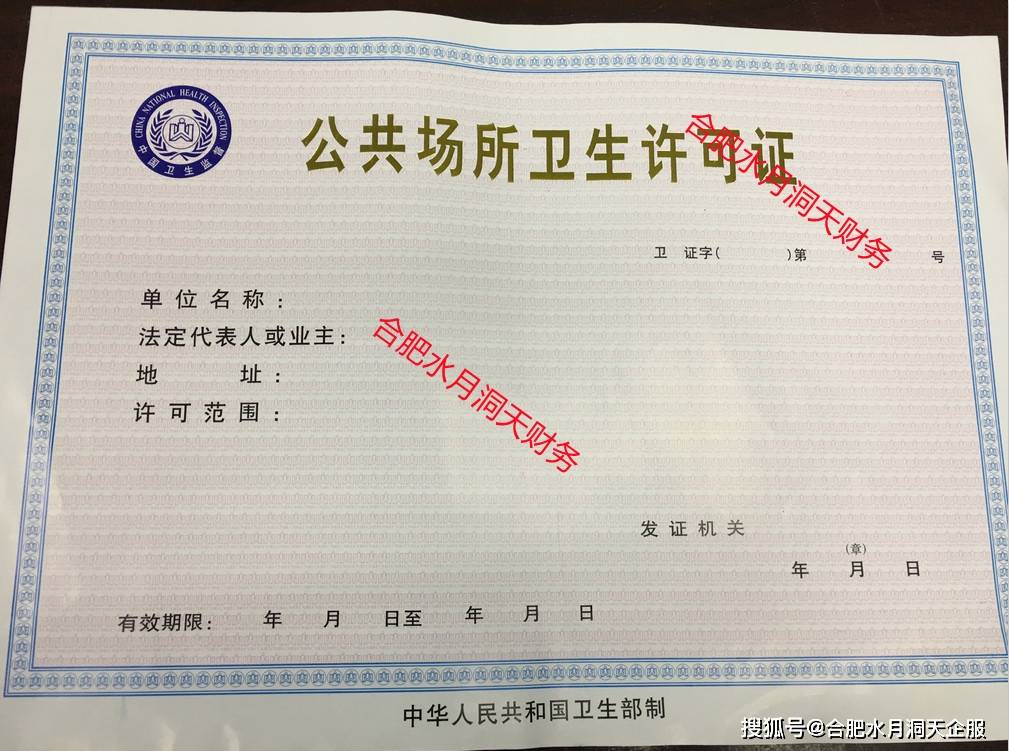 CHINA NATIONAL HEALTH INSPECTION
中国卫生监督
公共场所卫生许可证
合肥水月洞天财务
卫 证字( )第 号
单位名称：
法定代表人或业主：
合肥水月洞天财务
地 址：
许可范围：
发证机关
(章)
年 月 日
有效期限： 年 月 日至 年 月 日
中华人民共和国卫生部制
搜狐号@合肥水月洞天企服